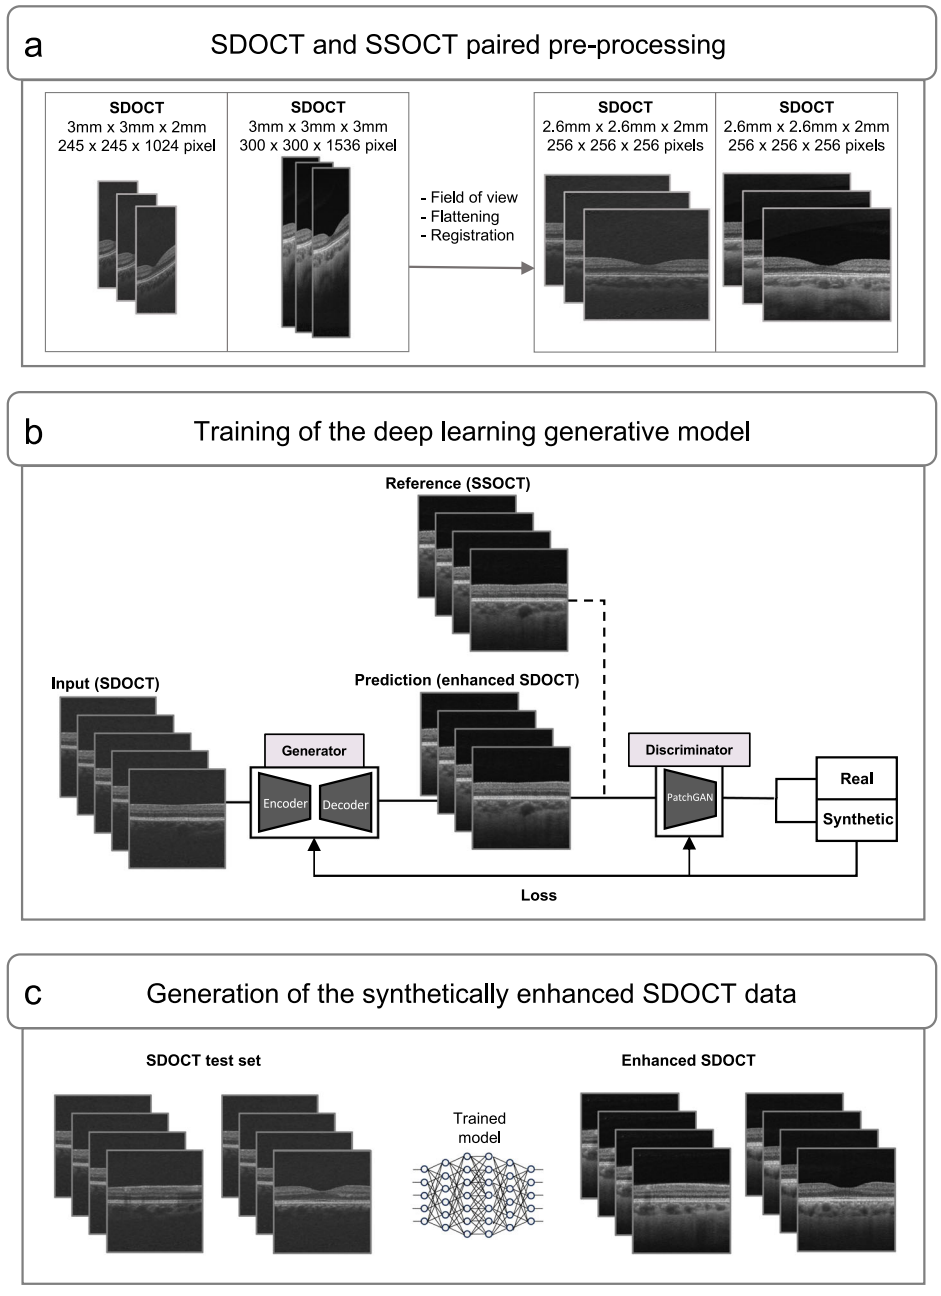 a
SDOCT and SSOCT paired pre-processing
SDOCT
3mm x 3mm x 2mm
245 x 245 x 1024 pixel
SDOCT
3mm x 3mm x 3mm
300 x 300 x 1536 pixel
- Field of view
- Flattening
- Registration
SDOCT
2.6mm x 2.6mm x 2mm
256 x 256 x 256 pixels
SDOCT
2.6mm x 2.6mm x 2mm
256 x 256 x 256 pixels
b
Training of the deep learning generative model
Reference (SSOCT)
Input (SDOCT)
Prediction (enhanced SDOCT)
Generator
Encoder
Decoder
Discriminator
PatchGAN
Real
Synthetic
Loss
c
Generation of the synthetically enhanced SDOCT data
SDOCT test set
Enhanced SDOCT
Trained
model